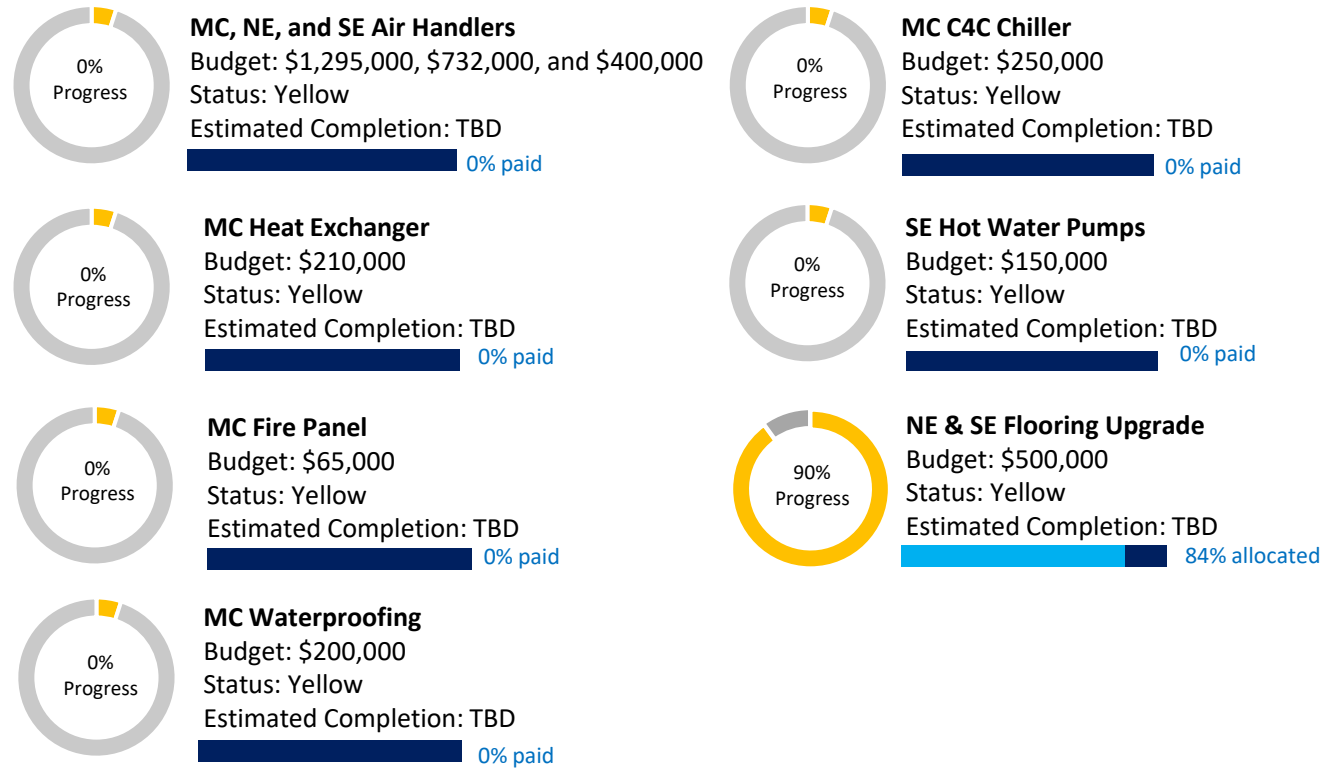 0%
Progress
MC, NE, and SE Air Handlers
Budget: $1,295,000, $732,000, and $400,000
Status: Yellow
Estimated Completion: TBD
0% paid
0%
Progress
MC C4C Chiller
Budget: $250,000
Status: Yellow
Estimated Completion: TBD
0% paid
0%
Progress
MC Heat Exchanger
Budget: $210,000
Status: Yellow
Estimated Completion: TBD
0% paid
0%
Progress
SE Hot Water Pumps
Budget: $150,000
Status: Yellow
Estimated Completion: TBD
0% paid
0%
Progress
MC Fire Panel
Budget: $65,000
Status: Yellow
Estimated Completion: TBD
0% paid
90%
Progress
NE & SE Flooring Upgrade
Budget: $500,000
Status: Yellow
Estimated Completion: TBD
84% allocated
0%
Progress
MC Waterproofing
Budget: $200,000
Status: Yellow
Estimated Completion: TBD
0% paid